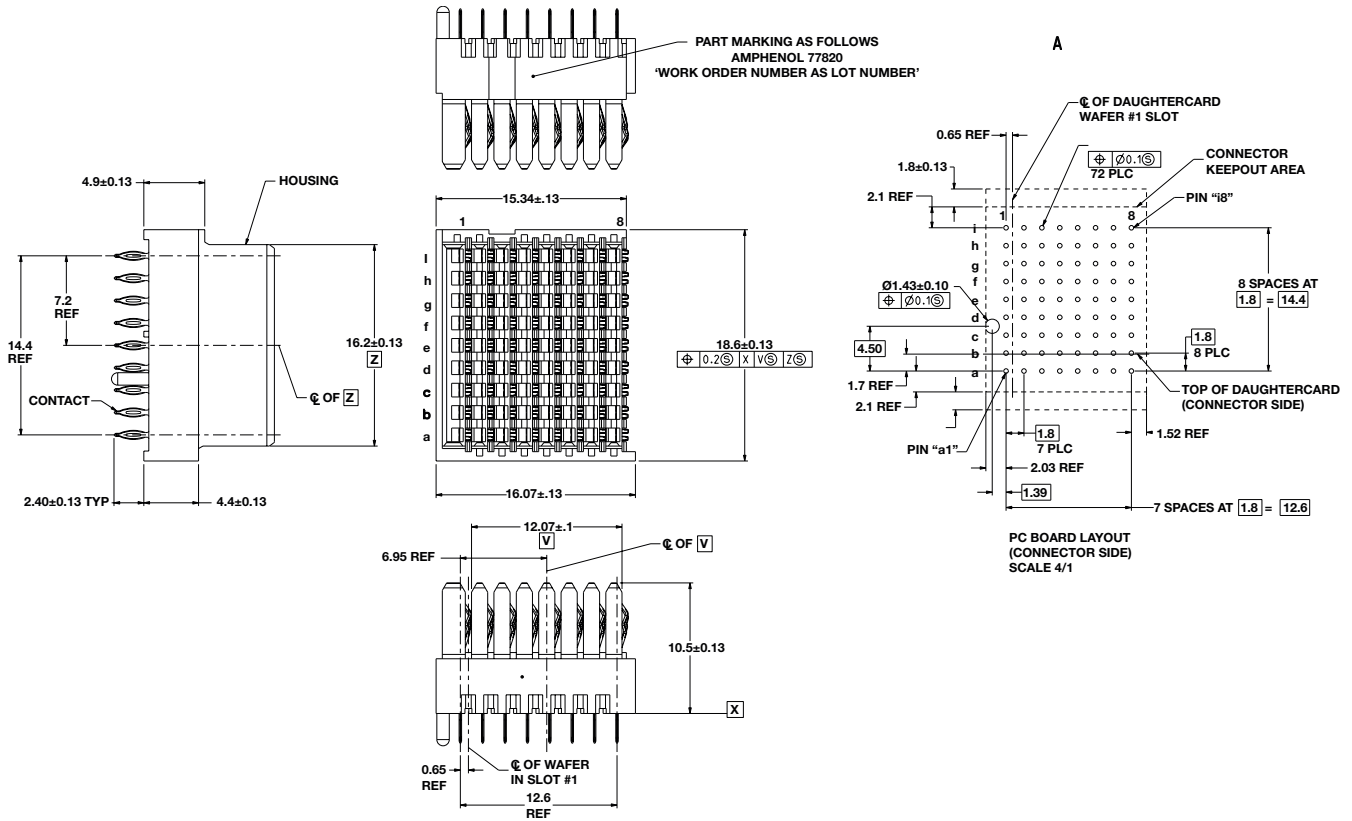 PART MARKING AS FOLLOWS
AMPHENOL 77820
‘WORK ORDER NUMBER AS LOT NUMBER’
4.9±0.13
HOUSING
7.2
REF
14.4
REF
16.2±0.13
Z
CONTACT
℄ OF Z
2.40±0.13 TYP
4.4±0.13
15.34±.13
1
8
I
h
g
f
e
d
c
b
a
18.6±0.13
⌖ 0.2Ⓢ X VⓈ ZⓈ
16.07±.13
12.07±.1
V
6.95 REF
℄ OF V
10.5±0.13
X
0.65
REF
℄ OF WAFER
IN SLOT #1
12.6
REF
A
℄ OF DAUGHTERCARD
WAFER #1 SLOT
0.65 REF
⌖ Ø0.1Ⓢ
72 PLC
CONNECTOR
KEEPOUT AREA
1.8±0.13
2.1 REF
PIN “i8”
1
8
i
h
g
f
e
d
c
b
a
Ø1.43±0.10
⌖ Ø0.1Ⓢ
8 SPACES AT
1.8 = 14.4
4.50
1.8
8 PLC
1.7 REF
2.1 REF
TOP OF DAUGHTERCARD
(CONNECTOR SIDE)
PIN “a1”
1.8
7 PLC
1.52 REF
2.03 REF
1.39
7 SPACES AT 1.8 = 12.6
PC BOARD LAYOUT
(CONNECTOR SIDE)
SCALE 4/1